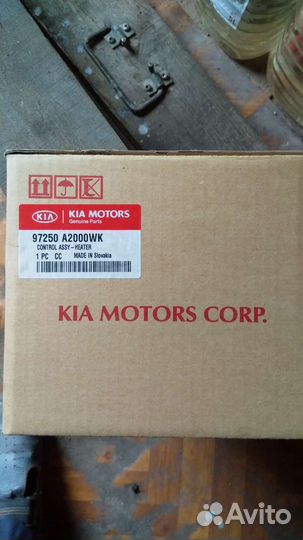 KIA
KIA MOTORS
Genuine Parts
97250 A2000WK
CONTROL ASSY-HEATER
1 PC CC MADE IN Slovakia
KIA MOTORS CORP.
Avito